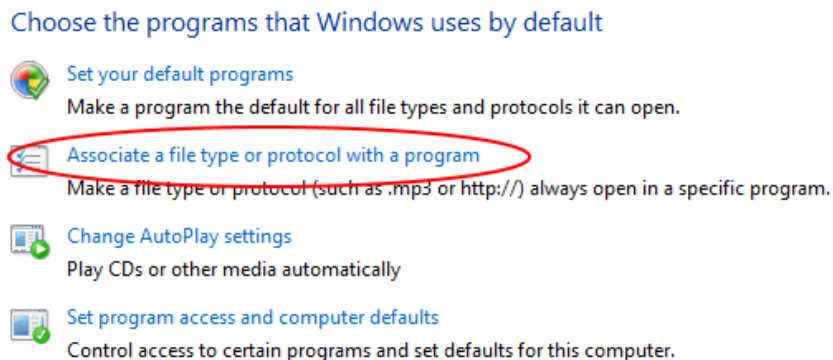 Choose the programs that Windows uses by default
Set your default programs
Make a program the default for all file types and protocols it can open.
Associate a file type or protocol with a program
Make a file type or protocol (such as .mp3 or http://) always open in a specific program.
Change AutoPlay settings
Play CDs or other media automatically
Set program access and computer defaults
Control access to certain programs and set defaults for this computer.